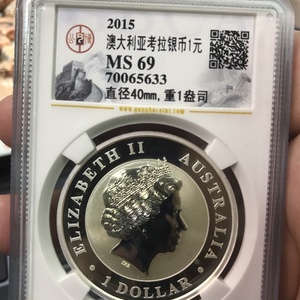 2015
澳大利亚考拉银币1元
MS 69
70065633
直径40mm,重1盎司
ELIZABETH II
AUSTRALIA
1 DOLLAR